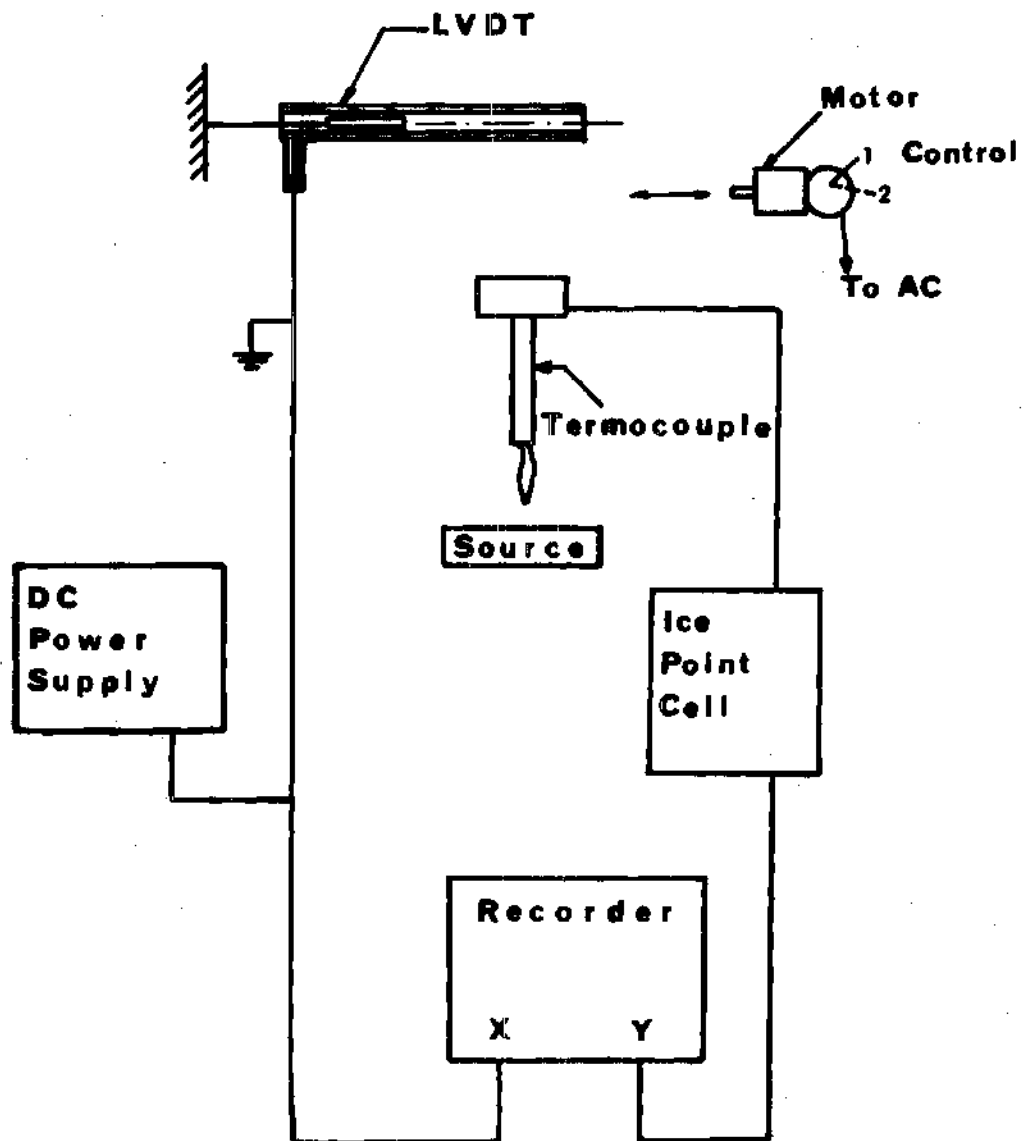 LVDT
Motor
1 Control
2
To AC
Termocouple
Source
DC
Power
Supply
Ice
Point
Cell
Recorder
X Y